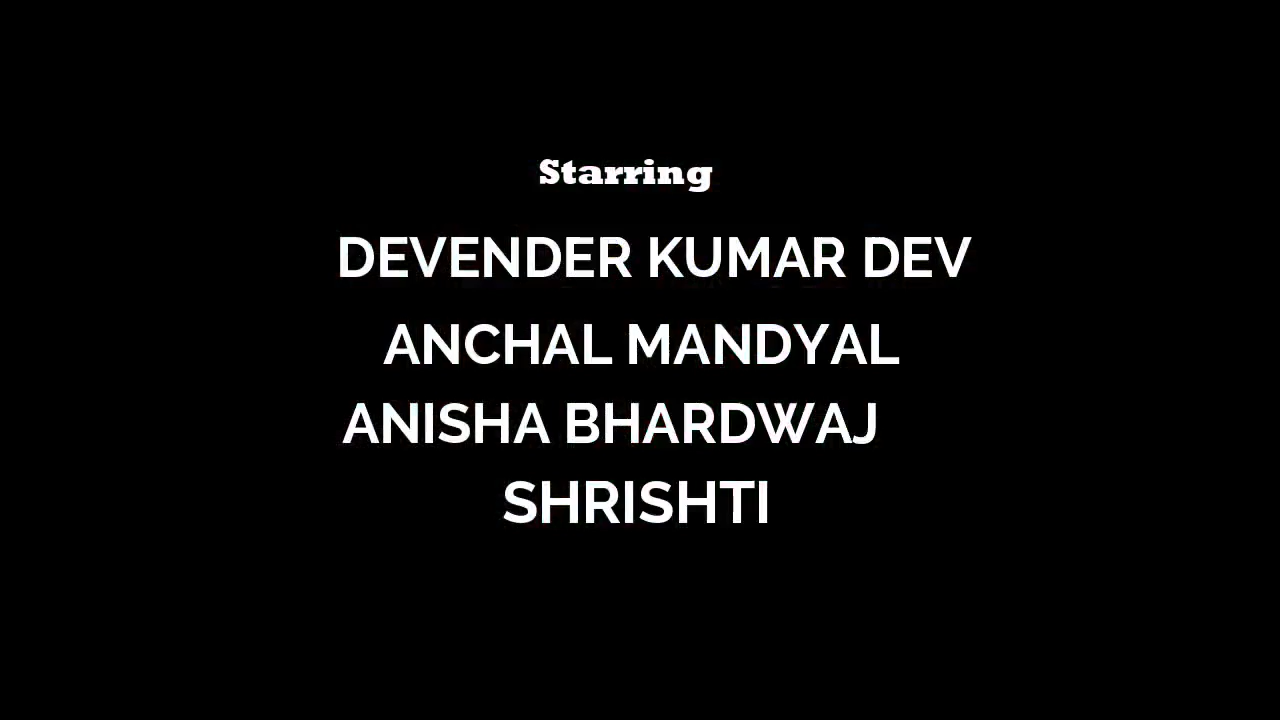 Starring
DEVENDER KUMAR DEV
ANCHAL MANDYAL
ANISHA BHARDWAJ
SHRISHTI